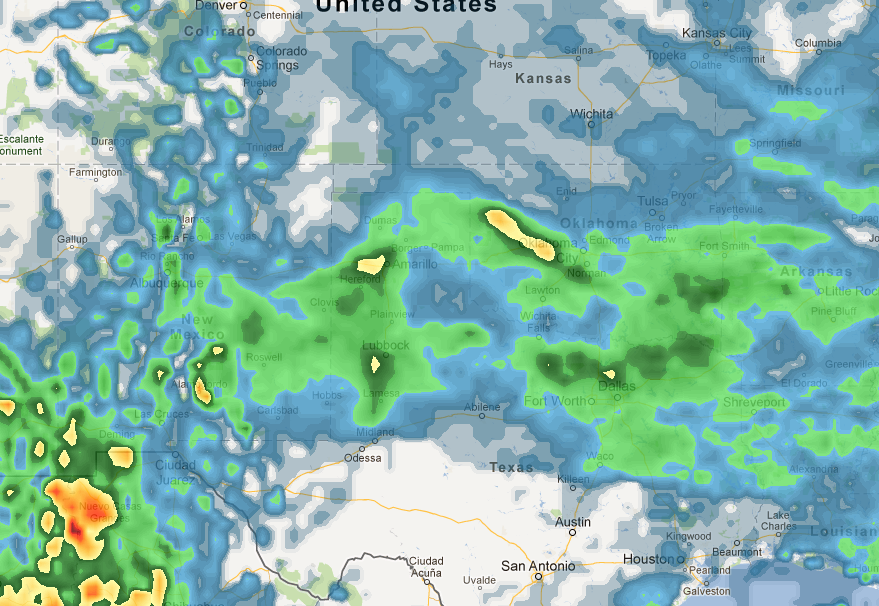 United States
Denver
Centennial
Colorado
Colorado
Springs
Pueblo
Kansas City
Lees
Summit
Columbia
Topeka
Olathe
Salina
Hays
Kansas
Missouri
Wichita
Springfield
Escalante
Durango
Trinidad
Farmington
Enid
Tulsa
Pryor
Fayetteville
Broken
Arrow
Los Alamos
Santa Fe
Las Vegas
Gallup
Rio Rancho
Albuquerque
Dumas
Pampa
Amarillo
Hereford
Oklahoma
Oklahoma
City
Edmond
Norman
Fort Smith
Arkansas
Little Rock
Pine Bluff
Clovis
Plainview
Lawton
Wichita
Falls
New
Mexico
Roswell
Lubbock
Lamesa
Hobbs
Carlsbad
Las Cruces
Deming
Ciudad
Juárez
Nuevo Casas
Grandes
Greenville
El Dorado
Dallas
Fort Worth
Shreveport
Abilene
Midland
Odessa
Waco
Alexandria
Texas
Killeen
Austin
Lake
Charles
Kingwood
Beaumont
Louisian
Houston
Pearland
Galveston
San Antonio
Uvalde
Ciudad
Acuña